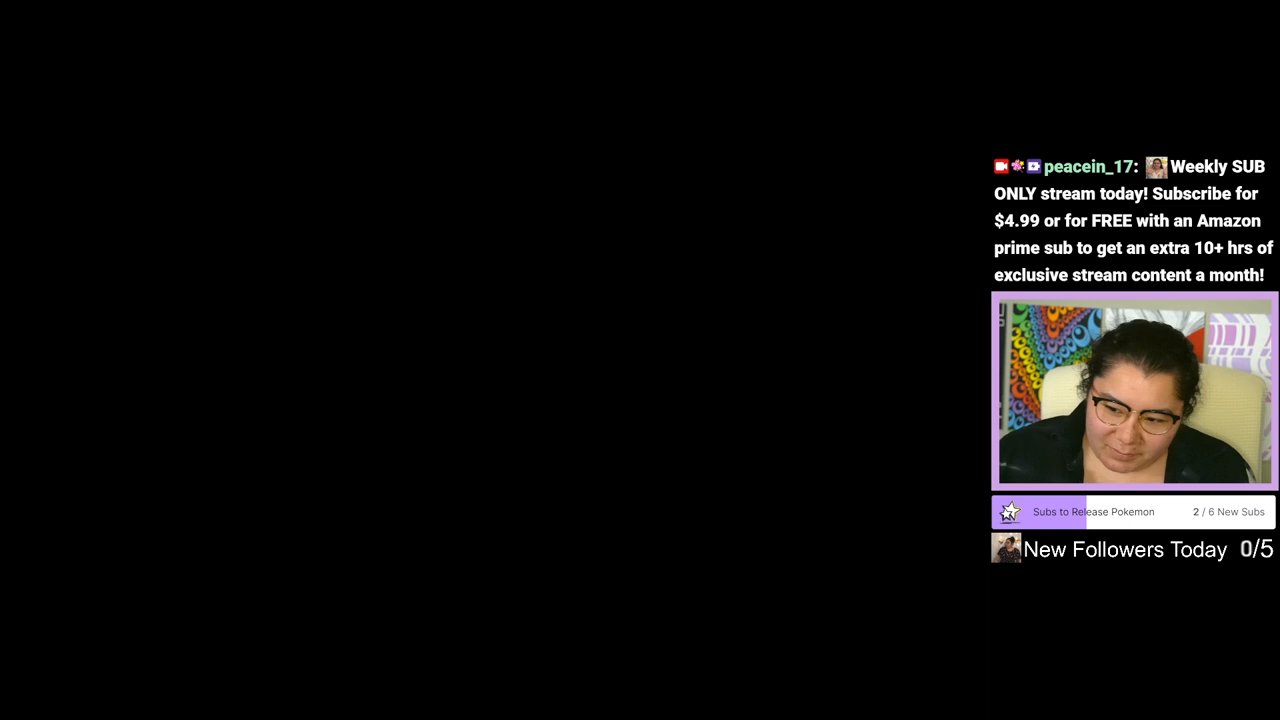 peacein_17: Weekly SUB
ONLY stream today! Subscribe for
$4.99 or for FREE with an Amazon
prime sub to get an extra 10+ hrs of
exclusive stream content a month!
Subs to Release Pokemon 2 / 6 New Subs
New Followers Today 0/5